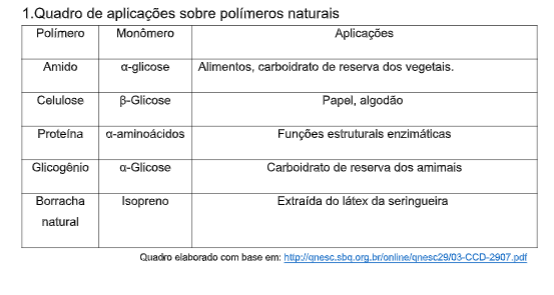 1.Quadro de aplicações sobre polímeros naturais
Polímero Monômero Aplicações
Amido α-glicose Alimentos, carboidrato de reserva dos vegetais.
Celulose β-Glicose Papel, algodão
Proteína α-aminoácidos Funções estruturais enzimáticas
Glicogênio α-Glicose Carboidrato de reserva dos amimais
Borracha natural Isopreno Extraída do látex da seringueira
Quadro elaborado com base em: http://qnesc.sbq.org.br/online/qnesc29/03-CCD-2907.pdf